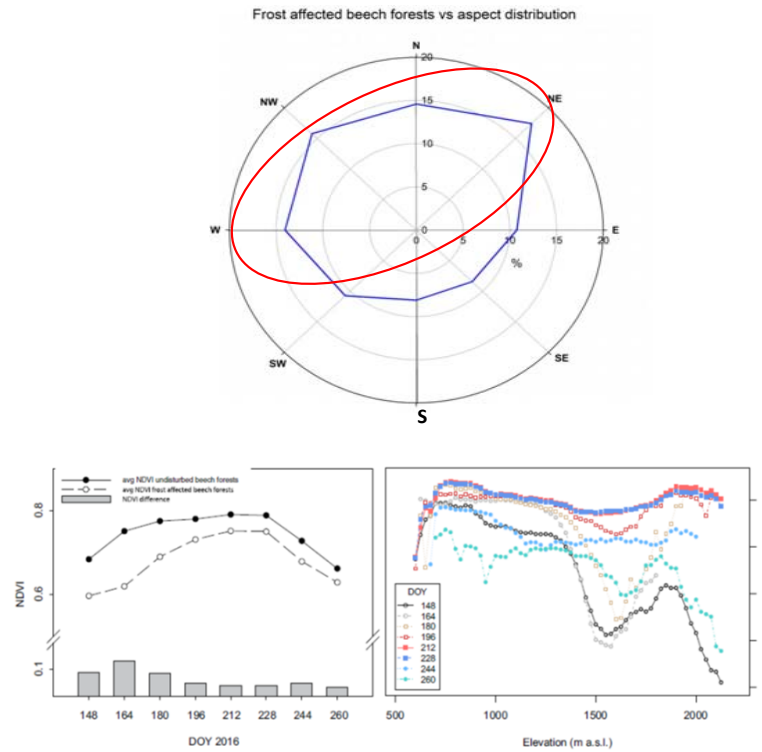 Frost affected beech forests vs aspect distribution
N
20
NW
NE
15
10
5
W
0
0
5
10
15
20
E
%
SW
SE
S
avg NDVI undisturbed beech forests
avg NDVI frost affected beech forests
NDVI difference
0.8
NDVI
0.6
0.1
148 164 180 196 212 228 244 260
DOY 2016
DOY
148
164
180
196
212
228
244
260
500 1000 1500 2000
Elevation (m a.s.l.)